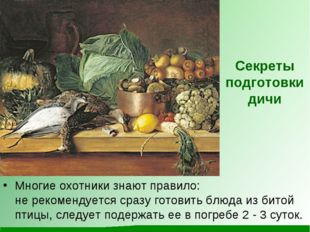 Секреты
подготовки
дичи
• Многие охотники знают правило:
не рекомендуется сразу готовить блюда из битой
птицы, следует подержать ее в погребе 2 - 3 суток.